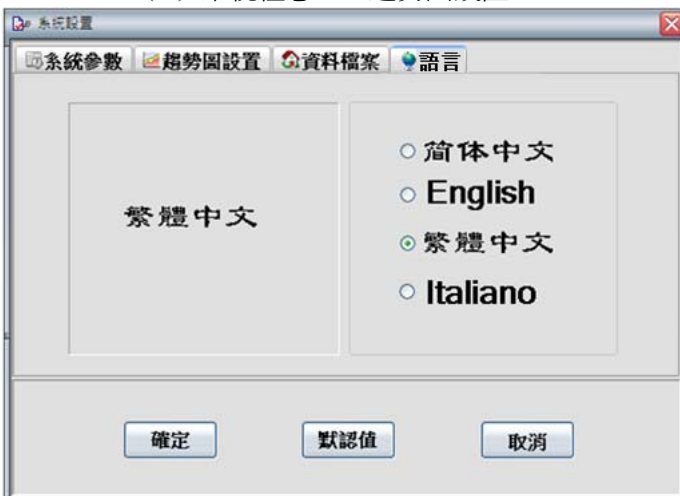 系統設置
系統參數 趨勢圖設置 資料檔案 語言
简体中文
English
繁體中文
繁體中文
Italiano
確定 默認值 取消